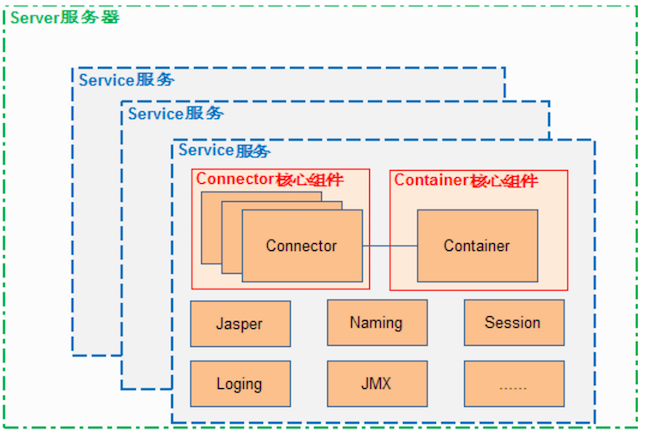 Server服务器
Service服务
Service服务
Service服务
Connector核心组件
Container核心组件
Connector
Container
Jasper
Naming
Session
Loging
JMX
......